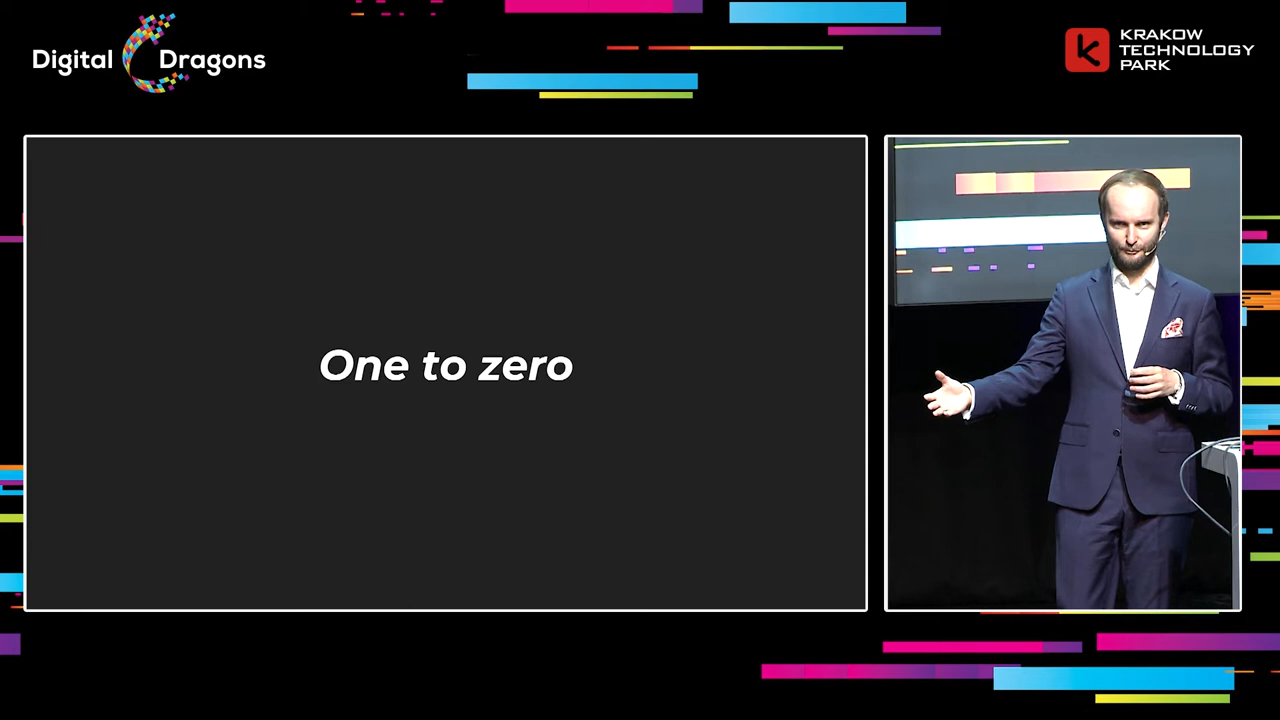 Digital Dragons
KRAKOW
TECHNOLOGY
PARK
One to zero